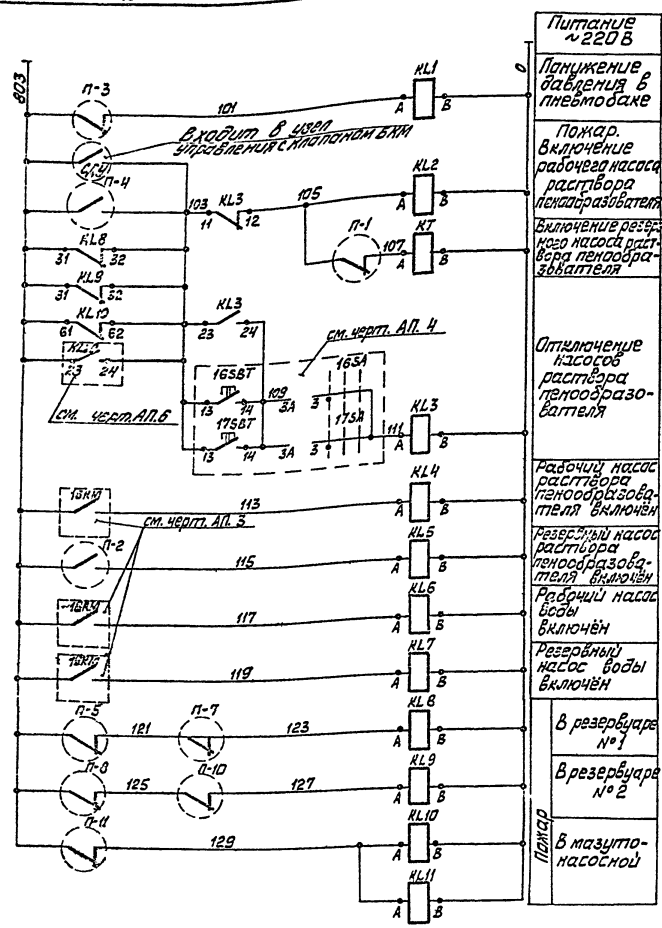 Питание
~220В
803
0
П-3
101
KL1
А
В
Понижение
давления в
пневмобаке
Входит в узел
управления с клапаном БКМ
СДУ
П-4
103
11
KL3
12
105
KL2
А
В
Пожар.
Включение
рабочего насоса
раствора
пенообразователя
П-1
107
КТ
А
В
Включение резер-
ного насоса раст-
вора пенообра-
зователя
31
KL8
32
31
KL9
32
61
KL10
62
23
24
см. черт. АП.6
KL3
23
24
см. черт. АП. 4
16SBT
13
14
109
3А
3
16SA
17SBT
13
14
3А
3
17SA
111
KL3
А
В
Отключение
насосов
раствора
пенообразо-
вателя
113
KL4
А
В
Рабочий насос
раствора
пенообразова-
теля включён
см. черт. АП. 3
П-2
115
KL5
А
В
Резервный насос
раствора
пенообразова-
теля включён
117
KL6
А
В
Рабочий насос
воды
включён
119
KL7
А
В
Резервный
насос воды
включён
П-5
121
П-7
123
KL8
А
В
Пожар
В резервуаре
№1
П-8
125
П-10
127
KL9
А
В
В резервуаре
№2
П-11
129
KL10
А
В
В мазуто-
насосной
KL11
А
В